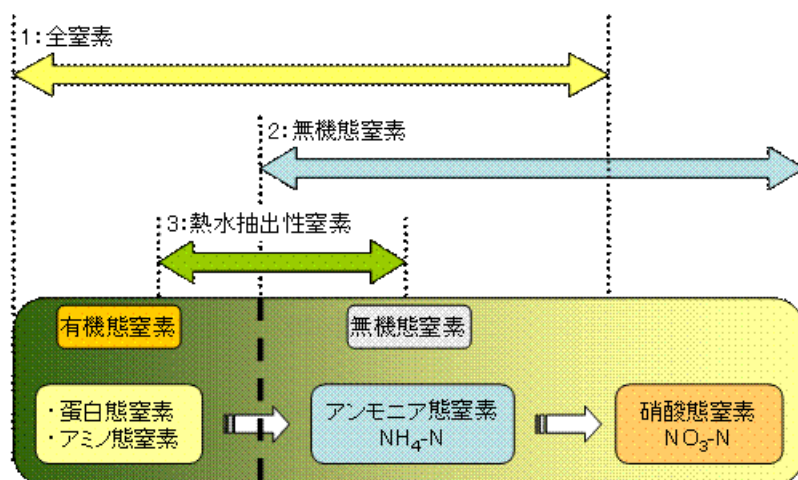 1：全窒素
2：無機態窒素
3：熱水抽出性窒素
有機態窒素
無機態窒素
・蛋白態窒素
・アミノ態窒素
アンモニア態窒素
NH₄-N
硝酸態窒素
NO₃-N